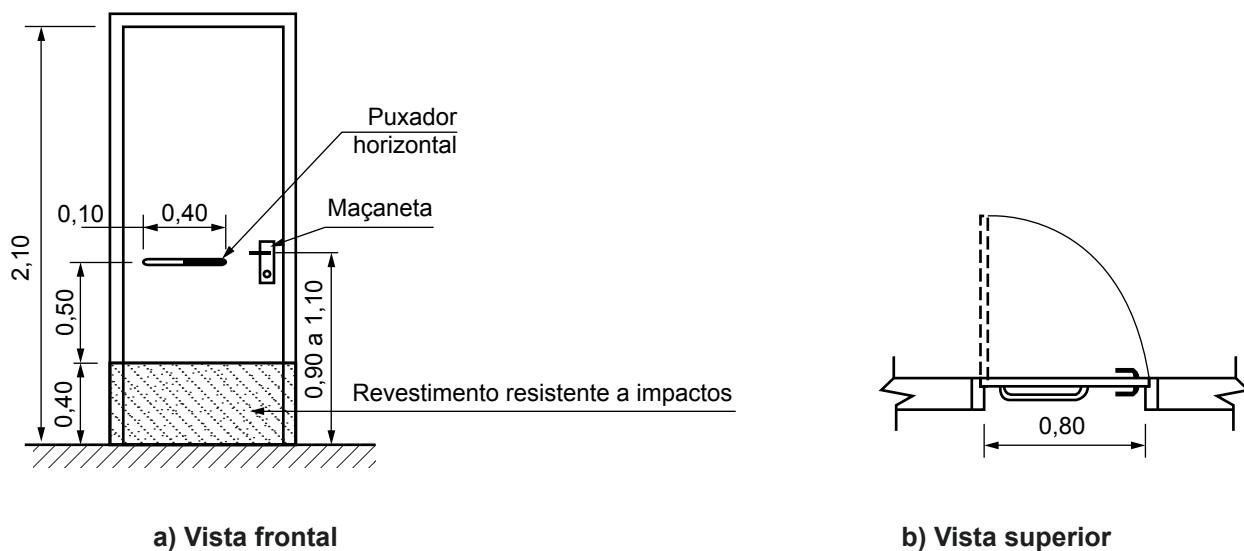 Puxador
horizontal
0,10
0,40
Maçaneta
2,10
0,50
0,90 a 1,10
0,40
Revestimento resistente a impactos
0,80
a) Vista frontal
b) Vista superior